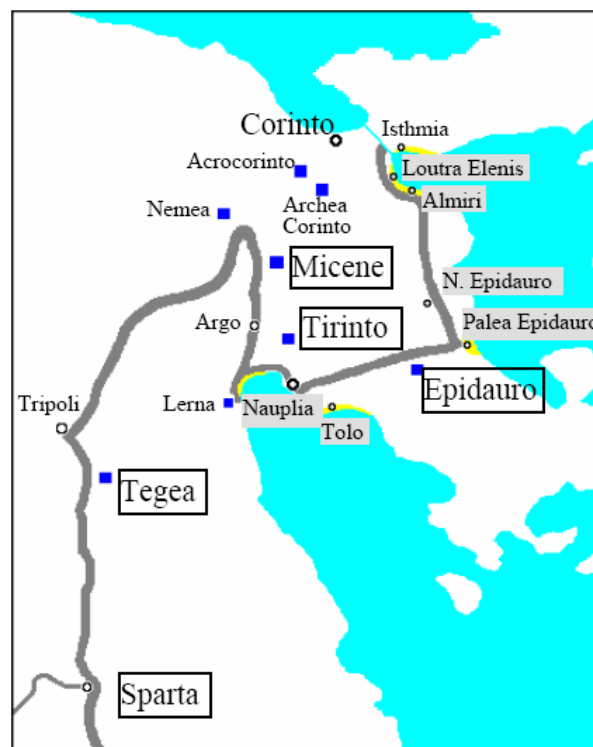 Corinto
Isthmia
Acrocorinto
Loutra Elenis
Archea
Corinto
Almiri
Nemea
Micene
N. Epidauro
Argo
Tirinto
Palea Epidauro
Epidauro
Lerna
Nauplia
Tripoli
Tolo
Tegea
Sparta